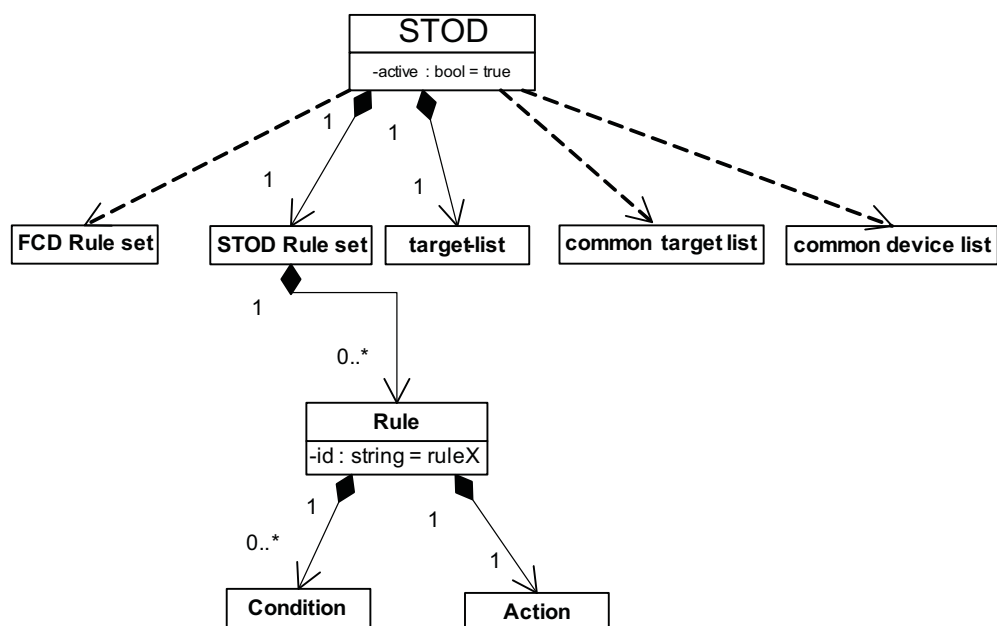 STOD
-active : bool = true
1
1
1
1
FCD Rule set
STOD Rule set
target-list
common target list
common device list
1
0..*
Rule
-id : string = ruleX
1
1
0..*
1
Condition
Action